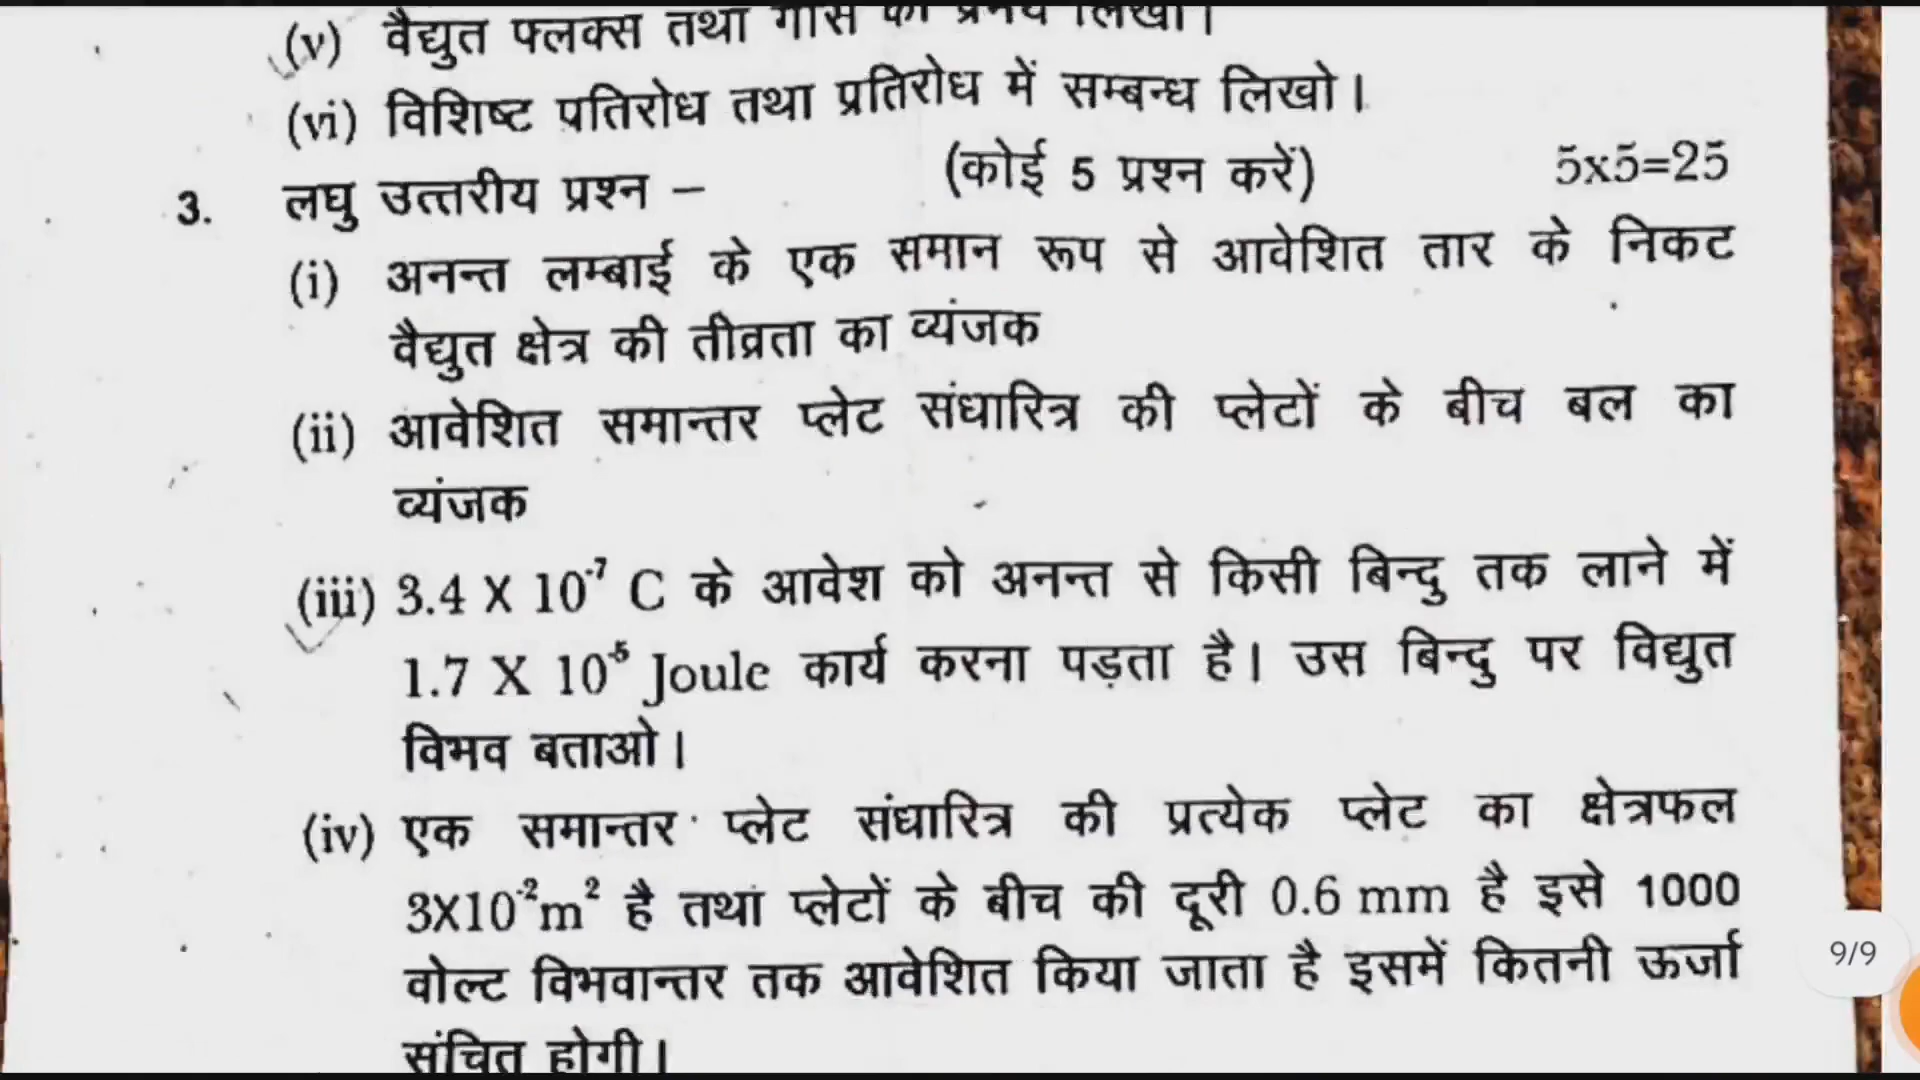 (v) वैद्युत फ्लक्स तथा गॉस का प्रमेय लिखो।
(vi) विशिष्ट प्रतिरोध तथा प्रतिरोध में सम्बन्ध लिखो।
3. लघु उत्तरीय प्रश्न – (कोई 5 प्रश्न करें) 5x5=25
(i) अनन्त लम्बाई के एक समान रूप से आवेशित तार के निकट
वैद्युत क्षेत्र की तीव्रता का व्यंजक
(ii) आवेशित समान्तर प्लेट संधारित्र की प्लेटों के बीच बल का
व्यंजक
(iii) 3.4 X 10⁻⁷ C के आवेश को अनन्त से किसी बिन्दु तक लाने में
1.7 X 10⁻⁵ Joule कार्य करना पड़ता है। उस बिन्दु पर विद्युत
विभव बताओ।
(iv) एक समान्तर प्लेट संधारित्र की प्रत्येक प्लेट का क्षेत्रफल
3X10⁻²m² है तथा प्लेटों के बीच की दूरी 0.6 mm है इसे 1000
वोल्ट विभवान्तर तक आवेशित किया जाता है इसमें कितनी ऊर्जा
संचित होगी।
9/9